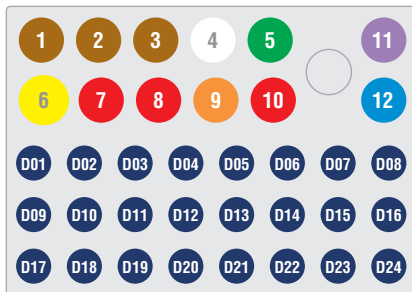 1 2 3 4 5 11
6 7 8 9 10 12
D01 D02 D03 D04 D05 D06 D07 D08
D09 D10 D11 D12 D13 D14 D15 D16
D17 D18 D19 D20 D21 D22 D23 D24